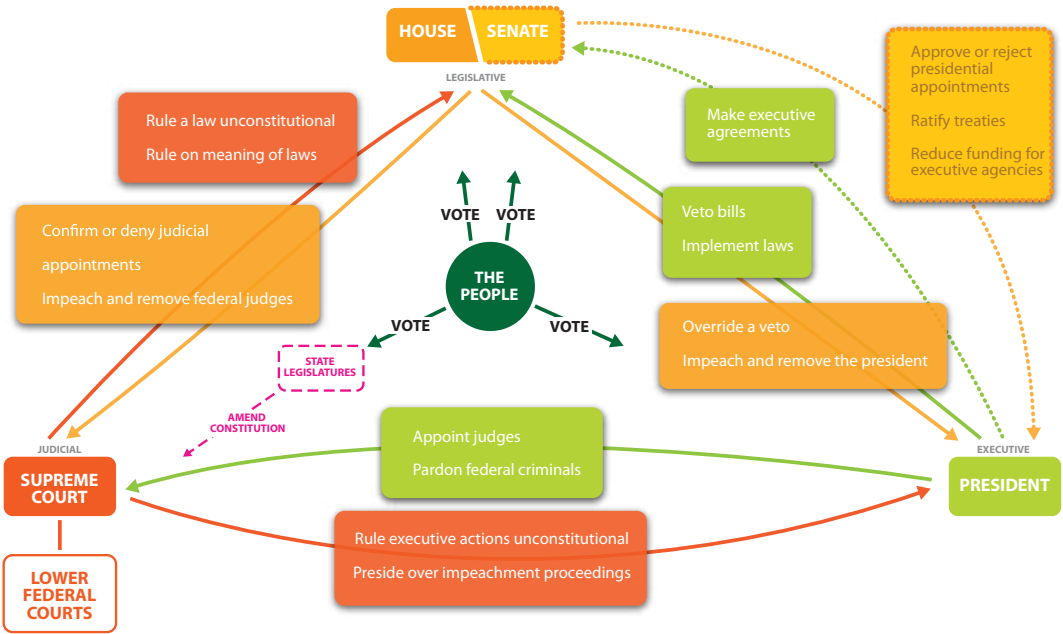 HOUSE
SENATE
LEGISLATIVE
Approve or reject
presidential
appointments
Ratify treaties
Reduce funding for
executive agencies
Make executive
agreements
Rule a law unconstitutional
Rule on meaning of laws
Veto bills
Implement laws
VOTE
VOTE
Confirm or deny judicial
appointments
Impeach and remove federal judges
THE
PEOPLE
VOTE
VOTE
Override a veto
Impeach and remove the president
STATE
LEGISLATURES
AMEND
CONSTITUTION
JUDICIAL
SUPREME
COURT
LOWER
FEDERAL
COURTS
Appoint judges
Pardon federal criminals
EXECUTIVE
PRESIDENT
Rule executive actions unconstitutional
Preside over impeachment proceedings